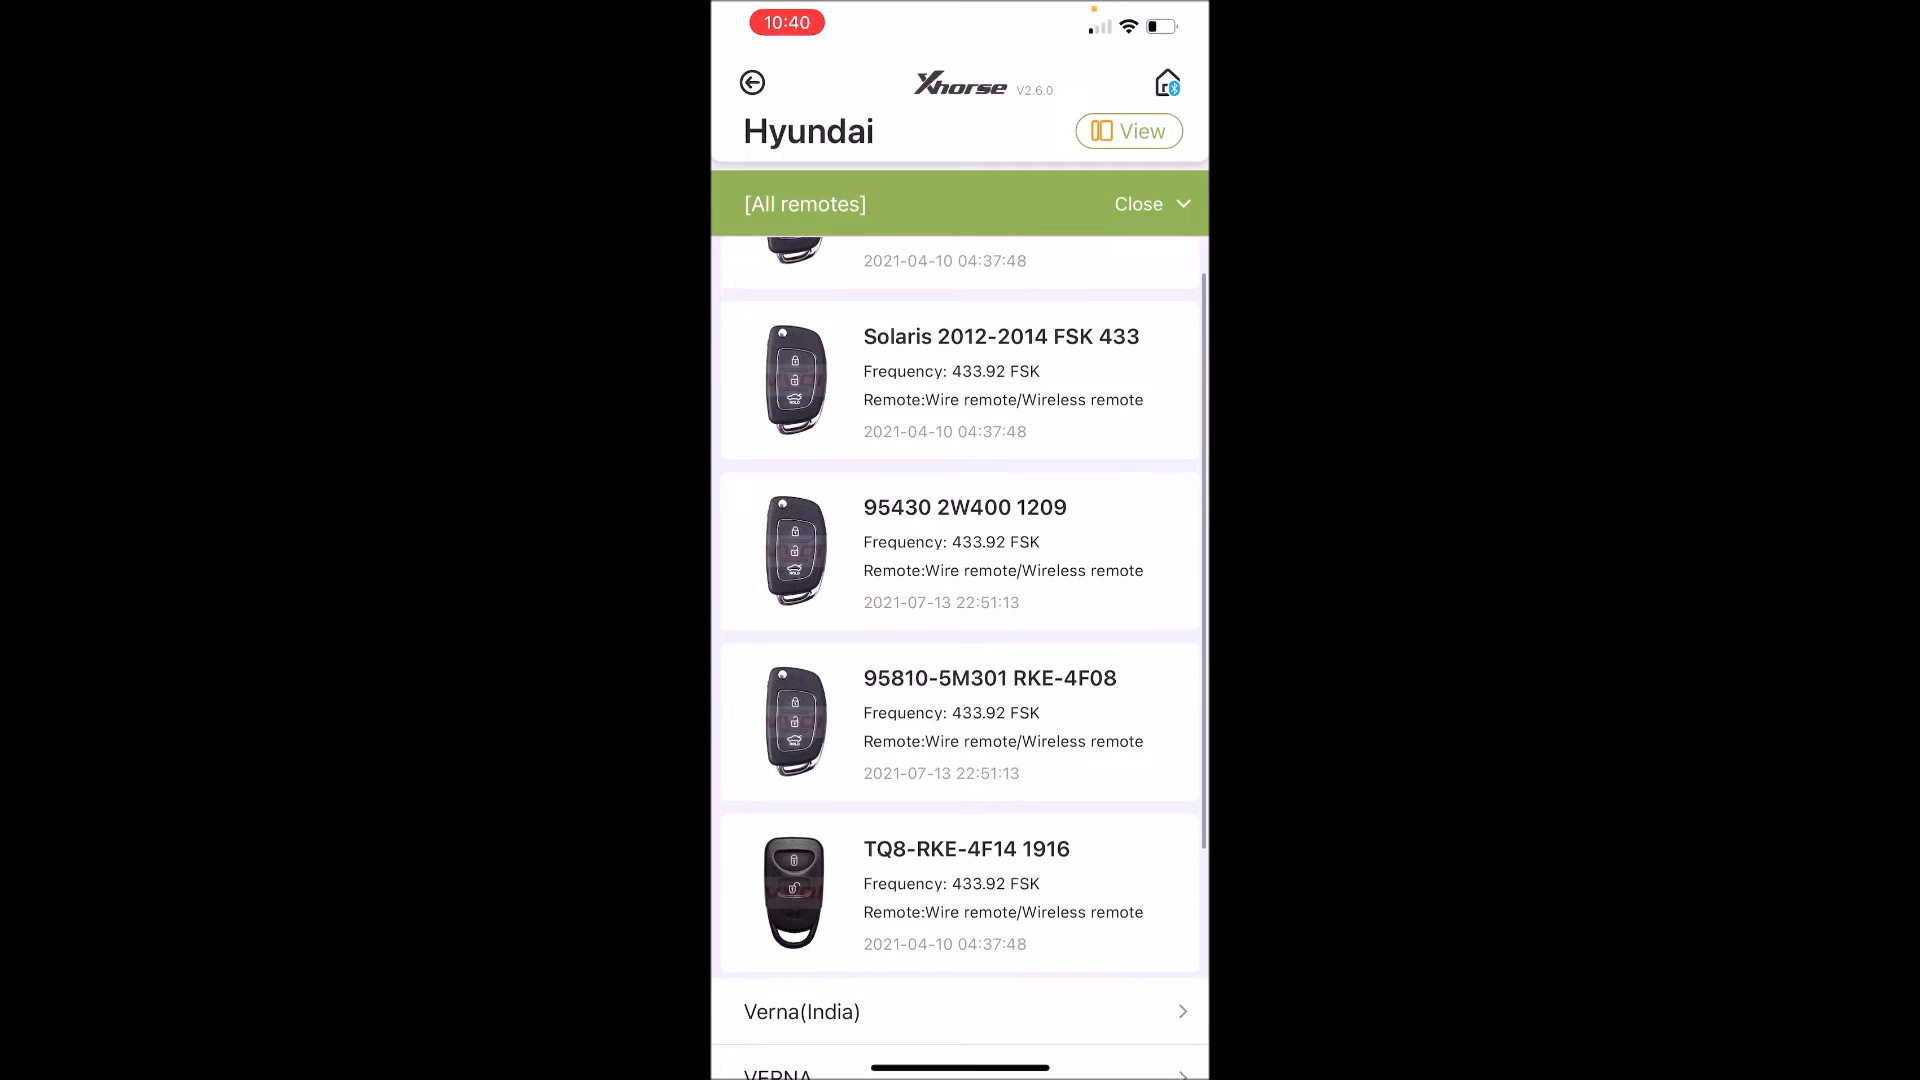 10:40
Xhorse V2.6.0
Hyundai
View
[All remotes]
Close
2021-04-10 04:37:48
Solaris 2012-2014 FSK 433
Frequency: 433.92 FSK
Remote:Wire remote/Wireless remote
2021-04-10 04:37:48
95430 2W400 1209
Frequency: 433.92 FSK
Remote:Wire remote/Wireless remote
2021-07-13 22:51:13
95810-5M301 RKE-4F08
Frequency: 433.92 FSK
Remote:Wire remote/Wireless remote
2021-07-13 22:51:13
TQ8-RKE-4F14 1916
Frequency: 433.92 FSK
Remote:Wire remote/Wireless remote
2021-04-10 04:37:48
Verna(India)
VERNA